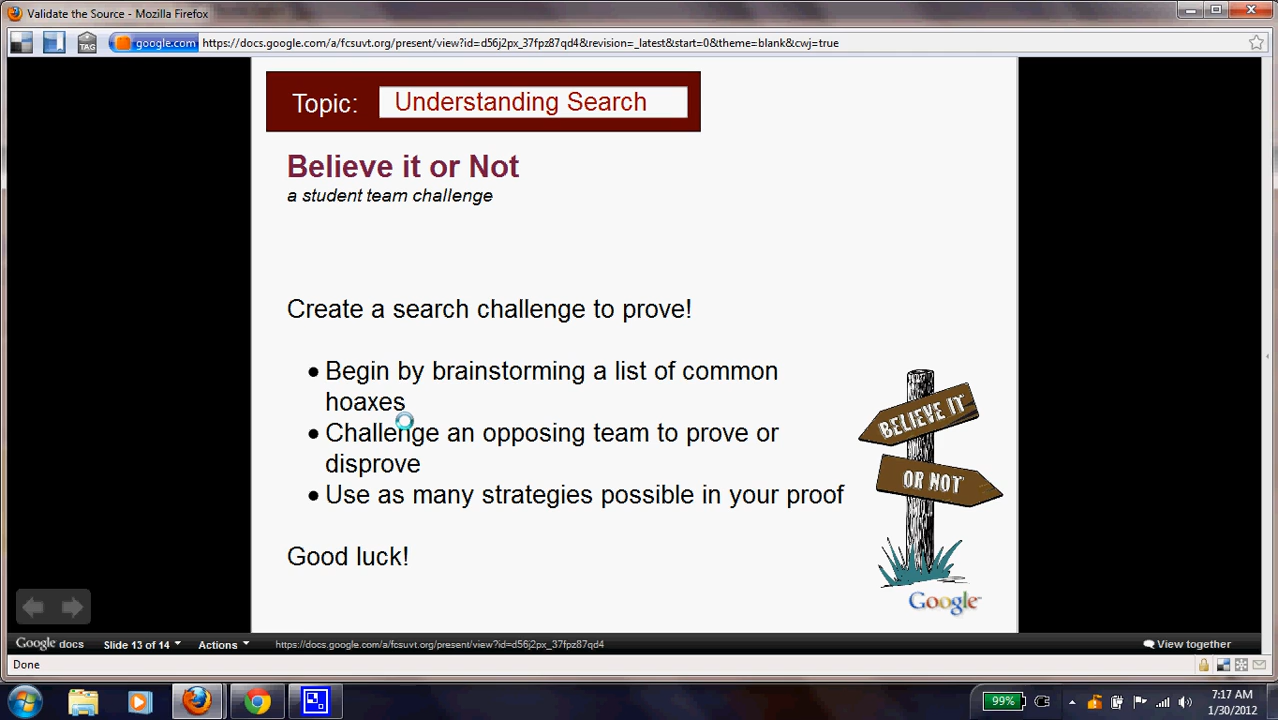 Validate the Source - Mozilla Firefox
TAG google.com https://docs.google.com/a/fcsuvt.org/present/view?id=d56j2px_37fpz87qd4&revision=_latest&start=0&theme=blank&cwj=true
Topic: Understanding Search
Believe it or Not
a student team challenge
Create a search challenge to prove!
• Begin by brainstorming a list of common
hoaxes
• Challenge an opposing team to prove or
disprove
• Use as many strategies possible in your proof
Good luck!
BELIEVE IT
OR NOT
Google™
Google docs Slide 13 of 14 Actions https://docs.google.com/a/fcsuvt.org/present/view?id=d56j2px_37fpz87qd4 View together
Done
99% 7:17 AM
1/30/2012